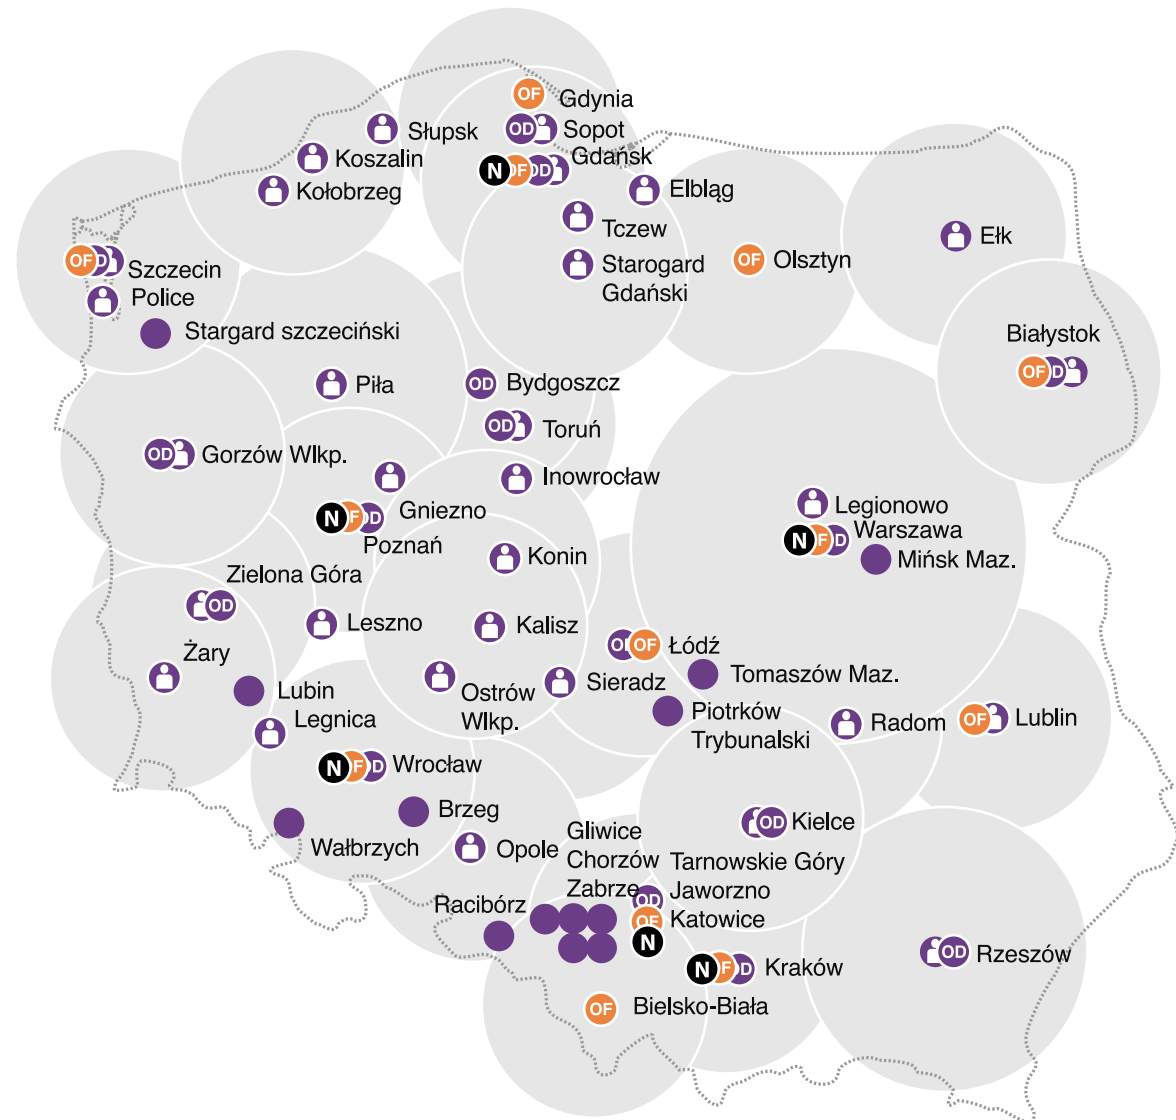 OF
Gdynia
OD
Sopot
Słupsk
Gdańsk
N OF OD
Koszalin
Kołobrzeg
Elbląg
Tczew
Ełk
OF D
Szczecin
Starogard
Gdański
OF
Olsztyn
Police
Stargard szczeciński
Białystok
OF D
Piła
OD
Bydgoszcz
OD
Toruń
OD
Gorzów Wlkp.
Inowrocław
Gniezno
N F D
Poznań
Legionowo
N F D
Warszawa
Mińsk Maz.
Konin
Zielona Góra
OD
Leszno
Kalisz
OD OF
Łódź
Żary
Tomaszów Maz.
Lubin
Ostrów
Wlkp.
Sieradz
Legnica
Piotrków
Trybunalski
Radom
OF
Lublin
N F D
Wrocław
Brzeg
Wałbrzych
Opole
Gliwice
Chorzów
Zabrze
OD
Kielce
Tarnowskie Góry
Jaworzno
Katowice
OD
OF
N
Racibórz
N F D
Kraków
OD
Rzeszów
OF
Bielsko-Biała